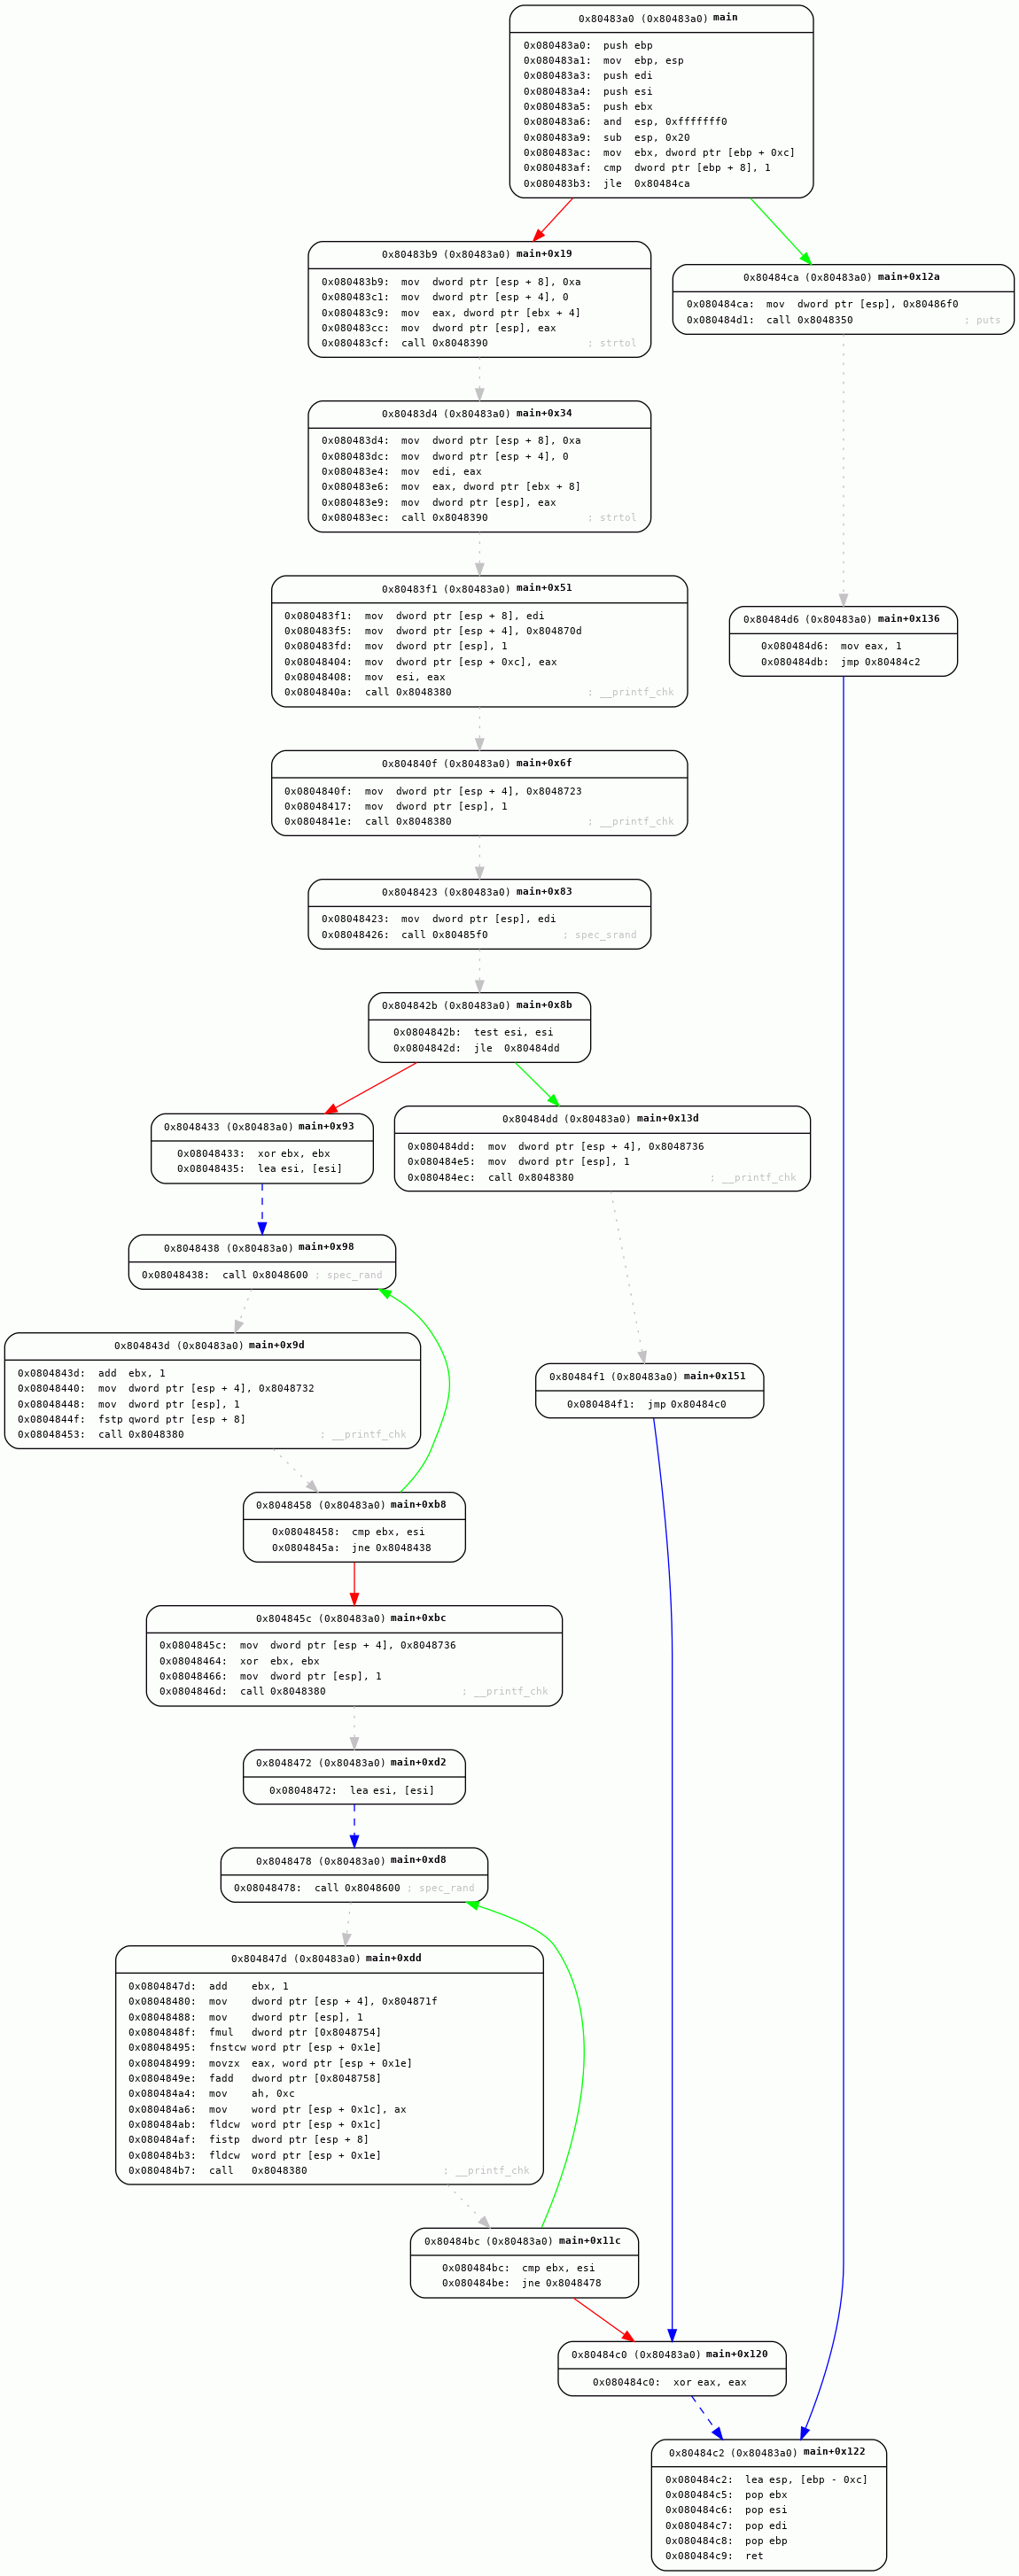 0x80483a0 (0x80483a0) main
0x080483a0: push ebp
0x080483a1: mov ebp, esp
0x080483a3: push edi
0x080483a4: push esi
0x080483a5: push ebx
0x080483a6: and esp, 0xfffffff0
0x080483a9: sub esp, 0x20
0x080483ac: mov ebx, dword ptr [ebp + 0xc]
0x080483af: cmp dword ptr [ebp + 8], 1
0x080483b3: jle 0x80484ca
0x80483b9 (0x80483a0) main+0x19
0x080483b9: mov dword ptr [esp + 8], 0xa
0x080483c1: mov dword ptr [esp + 4], 0
0x080483c9: mov eax, dword ptr [ebx + 4]
0x080483cc: mov dword ptr [esp], eax
0x080483cf: call 0x8048390 ; strtol
0x80484ca (0x80483a0) main+0x12a
0x080484ca: mov dword ptr [esp], 0x80486f0
0x080484d1: call 0x8048350 ; puts
0x80483d4 (0x80483a0) main+0x34
0x080483d4: mov dword ptr [esp + 8], 0xa
0x080483dc: mov dword ptr [esp + 4], 0
0x080483e4: mov edi, eax
0x080483e6: mov eax, dword ptr [ebx + 8]
0x080483e9: mov dword ptr [esp], eax
0x080483ec: call 0x8048390 ; strtol
0x80483f1 (0x80483a0) main+0x51
0x080483f1: mov dword ptr [esp + 8], edi
0x080483f5: mov dword ptr [esp + 4], 0x804870d
0x080483fd: mov dword ptr [esp], 1
0x08048404: mov dword ptr [esp + 0xc], eax
0x08048408: mov esi, eax
0x0804840a: call 0x8048380 ; __printf_chk
0x80484d6 (0x80483a0) main+0x136
0x080484d6: mov eax, 1
0x080484db: jmp 0x80484c2
0x804840f (0x80483a0) main+0x6f
0x0804840f: mov dword ptr [esp + 4], 0x8048723
0x08048417: mov dword ptr [esp], 1
0x0804841e: call 0x8048380 ; __printf_chk
0x8048423 (0x80483a0) main+0x83
0x08048423: mov dword ptr [esp], edi
0x08048426: call 0x80485f0 ; spec_srand
0x804842b (0x80483a0) main+0x8b
0x0804842b: test esi, esi
0x0804842d: jle 0x80484dd
0x8048433 (0x80483a0) main+0x93
0x08048433: xor ebx, ebx
0x08048435: lea esi, [esi]
0x80484dd (0x80483a0) main+0x13d
0x080484dd: mov dword ptr [esp + 4], 0x8048736
0x080484e5: mov dword ptr [esp], 1
0x080484ec: call 0x8048380 ; __printf_chk
0x8048438 (0x80483a0) main+0x98
0x08048438: call 0x8048600 ; spec_rand
0x804843d (0x80483a0) main+0x9d
0x0804843d: add ebx, 1
0x08048440: mov dword ptr [esp + 4], 0x8048732
0x08048448: mov dword ptr [esp], 1
0x0804844f: fstp qword ptr [esp + 8]
0x08048453: call 0x8048380 ; __printf_chk
0x80484f1 (0x80483a0) main+0x151
0x080484f1: jmp 0x80484c0
0x8048458 (0x80483a0) main+0xb8
0x08048458: cmp ebx, esi
0x0804845a: jne 0x8048438
0x804845c (0x80483a0) main+0xbc
0x0804845c: mov dword ptr [esp + 4], 0x8048736
0x08048464: xor ebx, ebx
0x08048466: mov dword ptr [esp], 1
0x0804846d: call 0x8048380 ; __printf_chk
0x8048472 (0x80483a0) main+0xd2
0x08048472: lea esi, [esi]
0x8048478 (0x80483a0) main+0xd8
0x08048478: call 0x8048600 ; spec_rand
0x804847d (0x80483a0) main+0xdd
0x0804847d: add ebx, 1
0x08048480: mov dword ptr [esp + 4], 0x804871f
0x08048488: mov dword ptr [esp], 1
0x0804848f: fmul dword ptr [0x8048754]
0x08048495: fnstcw word ptr [esp + 0x1e]
0x08048499: movzx eax, word ptr [esp + 0x1e]
0x0804849e: fadd dword ptr [0x8048758]
0x080484a4: mov ah, 0xc
0x080484a6: mov word ptr [esp + 0x1c], ax
0x080484ab: fldcw word ptr [esp + 0x1c]
0x080484af: fistp dword ptr [esp + 8]
0x080484b3: fldcw word ptr [esp + 0x1e]
0x080484b7: call 0x8048380 ; __printf_chk
0x80484bc (0x80483a0) main+0x11c
0x080484bc: cmp ebx, esi
0x080484be: jne 0x8048478
0x80484c0 (0x80483a0) main+0x120
0x080484c0: xor eax, eax
0x80484c2 (0x80483a0) main+0x122
0x080484c2: lea esp, [ebp - 0xc]
0x080484c5: pop ebx
0x080484c6: pop esi
0x080484c7: pop edi
0x080484c8: pop ebp
0x080484c9: ret